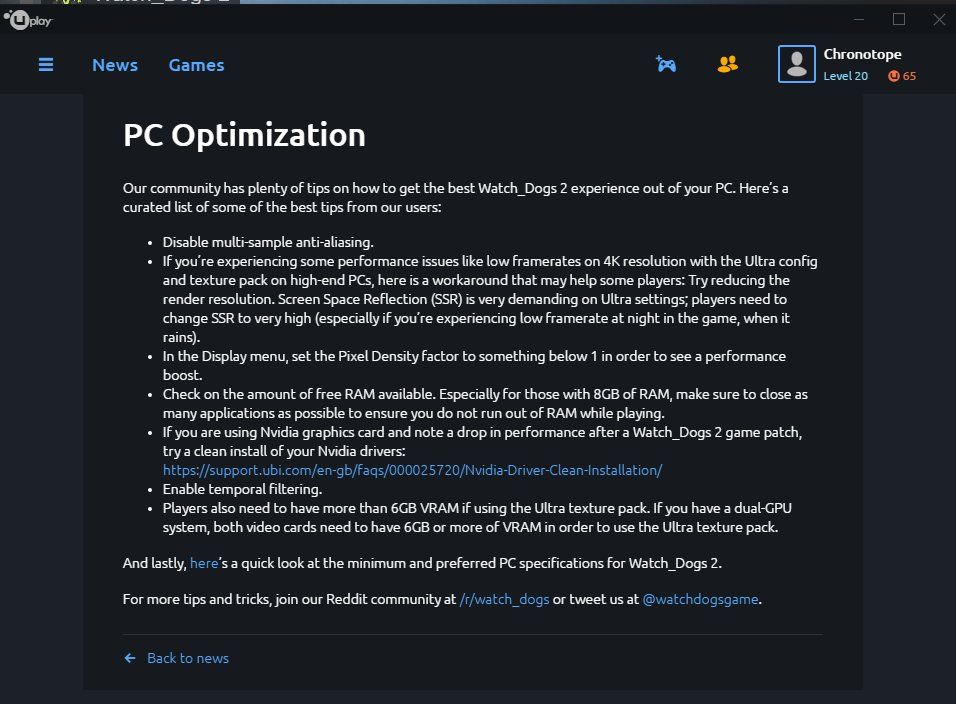 Watch_Dogs 2
uplay
News
Games
Chronotope
Level 20
65
PC Optimization
Our community has plenty of tips on how to get the best Watch_Dogs 2 experience out of your PC. Here’s a
curated list of some of the best tips from our users:
• Disable multi-sample anti-aliasing.
• If you’re experiencing some performance issues like low framerates on 4K resolution with the Ultra config
and texture pack on high-end PCs, here is a workaround that may help some players: Try reducing the
render resolution. Screen Space Reflection (SSR) is very demanding on Ultra settings; players need to
change SSR to very high (especially if you’re experiencing low framerate at night in the game, when it
rains).
• In the Display menu, set the Pixel Density factor to something below 1 in order to see a performance
boost.
• Check on the amount of free RAM available. Especially for those with 8GB of RAM, make sure to close as
many applications as possible to ensure you do not run out of RAM while playing.
• If you are using Nvidia graphics card and note a drop in performance after a Watch_Dogs 2 game patch,
try a clean install of your Nvidia drivers:
https://support.ubi.com/en-gb/faqs/000025720/Nvidia-Driver-Clean-Installation/
• Enable temporal filtering.
• Players also need to have more than 6GB VRAM if using the Ultra texture pack. If you have a dual-GPU
system, both video cards need to have 6GB or more of VRAM in order to use the Ultra texture pack.
And lastly, here’s a quick look at the minimum and preferred PC specifications for Watch_Dogs 2.
For more tips and tricks, join our Reddit community at /r/watch_dogs or tweet us at @watchdogsgame.
Back to news